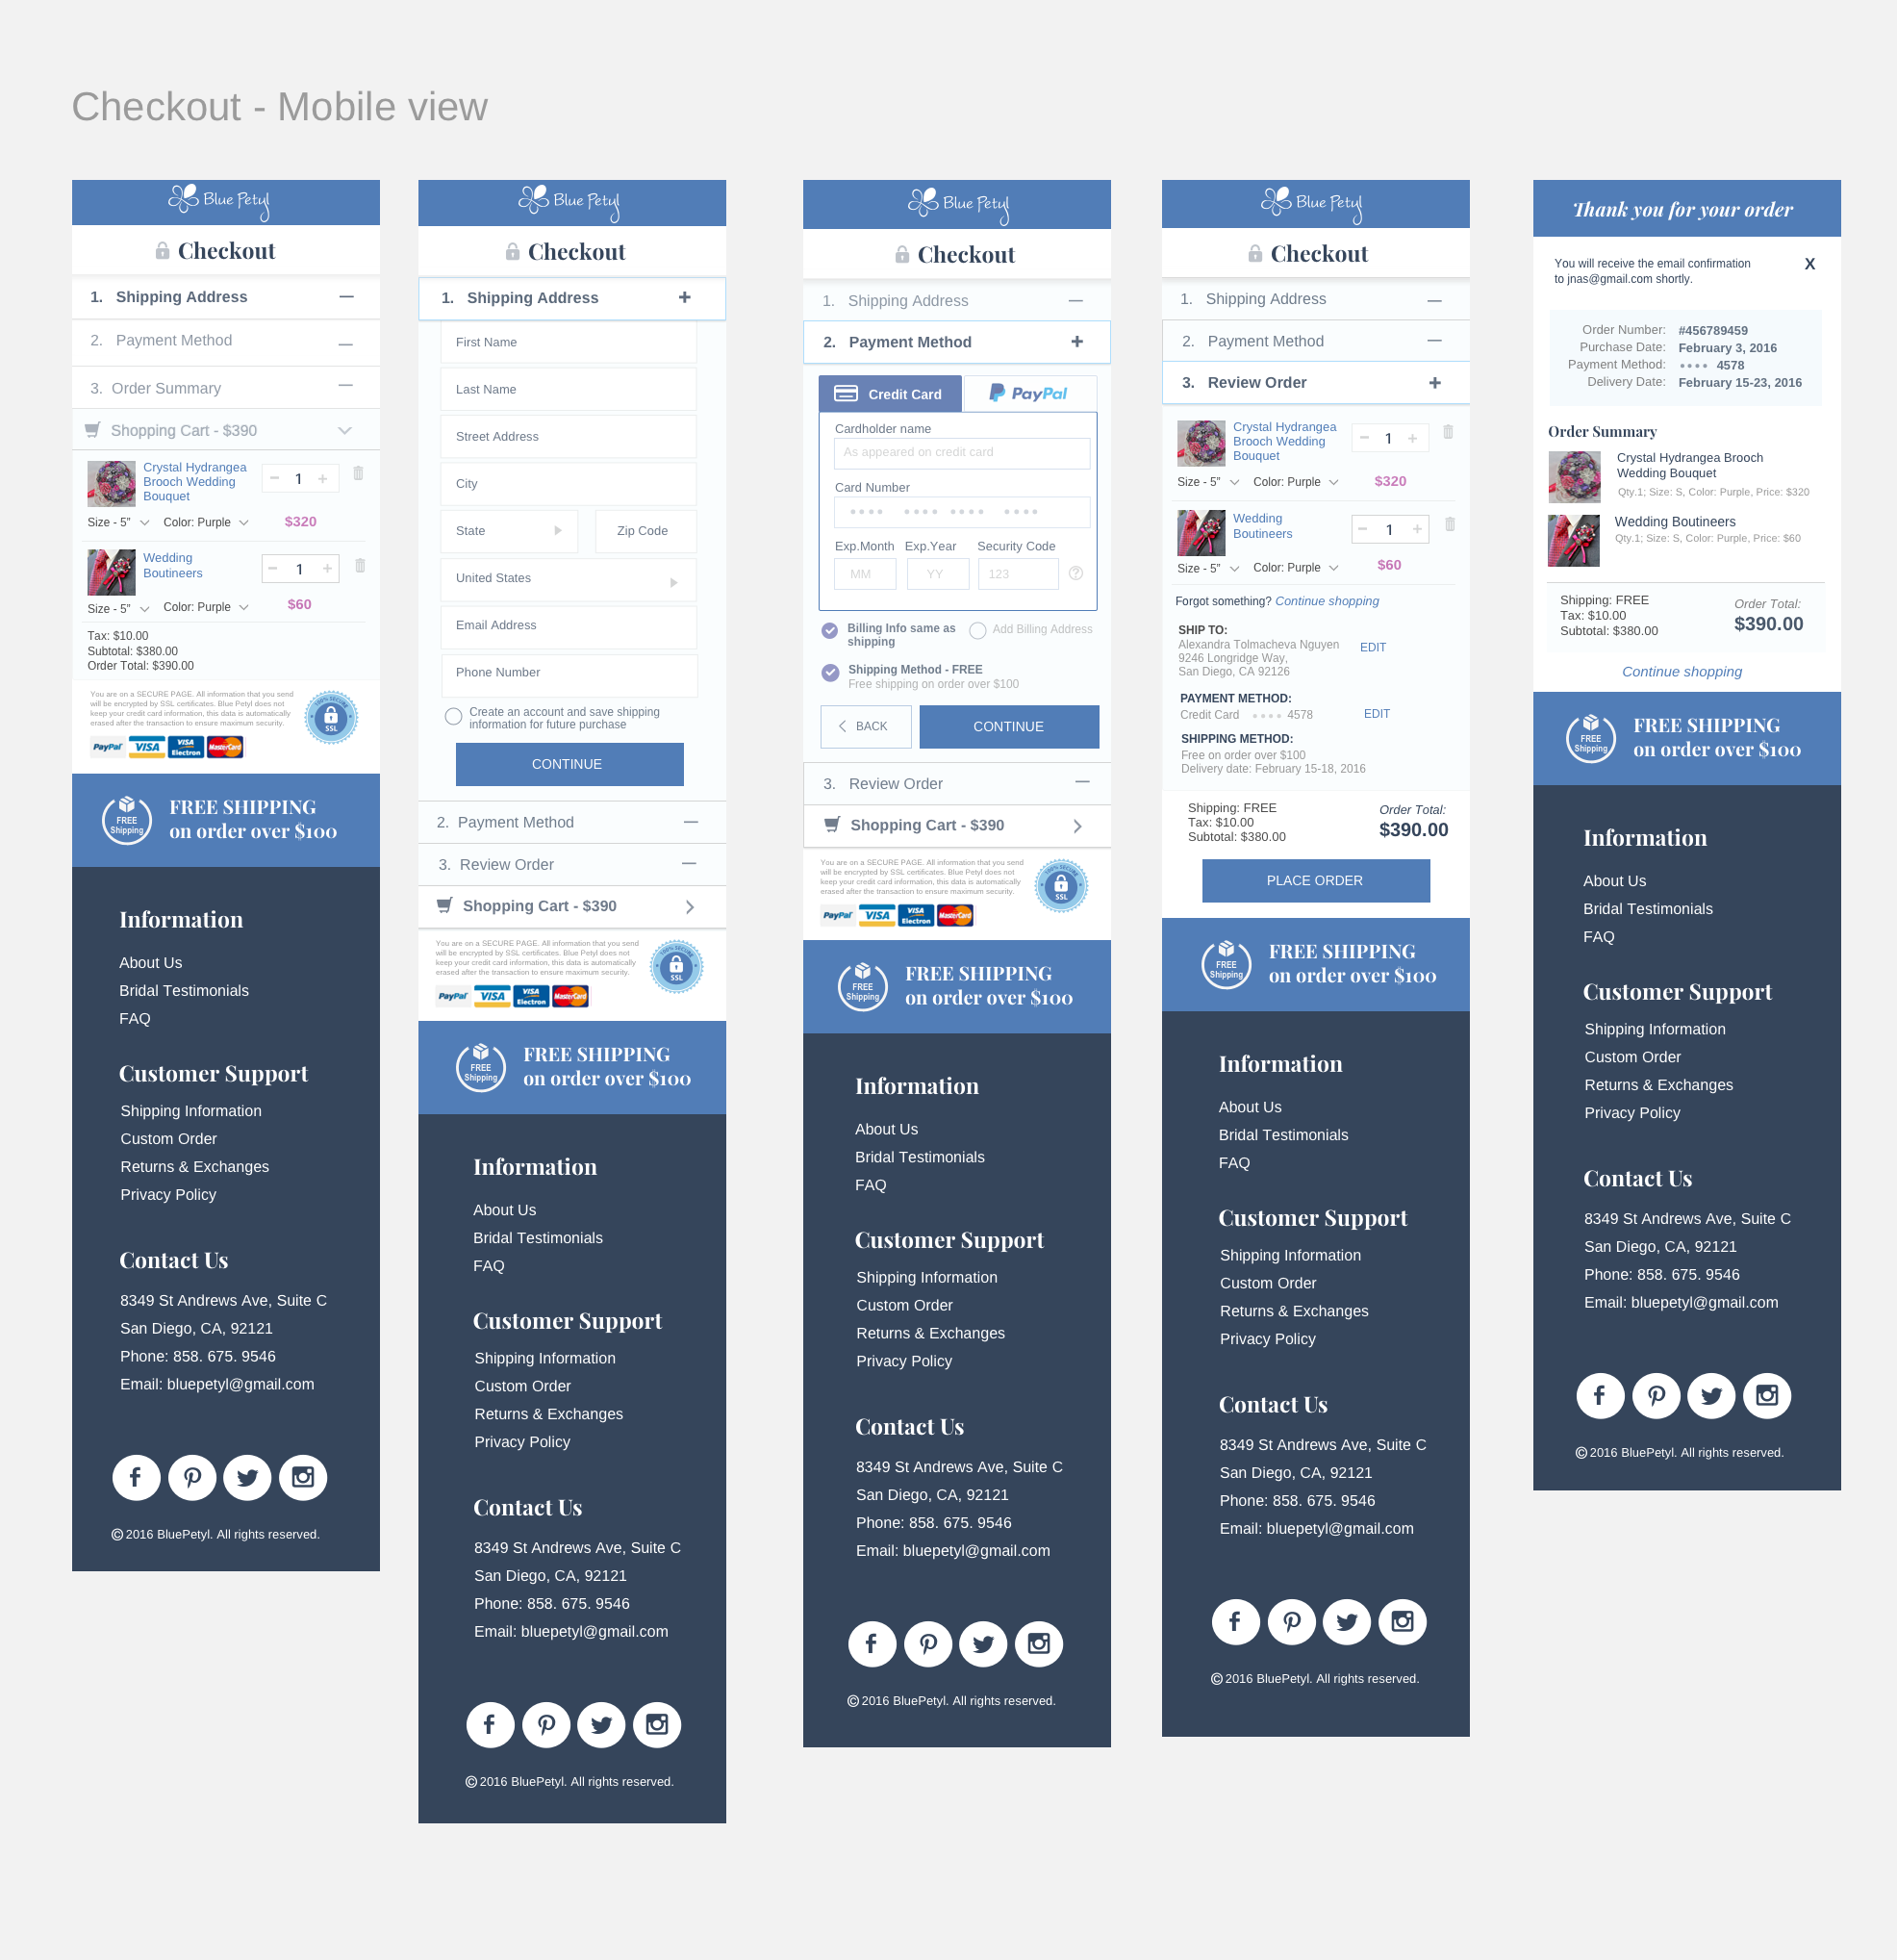 Checkout - Mobile view
Blue Petyl
Checkout
1. Shipping Address
2. Payment Method
3. Order Summary
Shopping Cart - $390
Crystal Hydrangea
Brooch Wedding
Bouquet
1
Size - 5" Color: Purple $320
Wedding
Boutineers
1
Size - 5" Color: Purple $60
Tax: $10.00
Subtotal: $380.00
Order Total: $390.00
You are on a SECURE PAGE. All information that you send
will be encrypted by SSL certificates. Blue Petyl does not
keep your credit card information, this data is automatically
erased after the transaction to ensure maximum security.
100% SECURE
SSL
PayPal VISA VISA Electron MasterCard
FREE Shipping
FREE SHIPPING
on order over $100
Information
About Us
Bridal Testimonials
FAQ
Customer Support
Shipping Information
Custom Order
Returns & Exchanges
Privacy Policy
Contact Us
8349 St Andrews Ave, Suite C
San Diego, CA, 92121
Phone: 858. 675. 9546
Email: bluepetyl@gmail.com
© 2016 BluePetyl. All rights reserved.
Blue Petyl
Checkout
1. Shipping Address
First Name
Last Name
Street Address
City
State Zip Code
United States
Email Address
Phone Number
Create an account and save shipping
information for future purchase
CONTINUE
2. Payment Method
3. Review Order
Shopping Cart - $390
You are on a SECURE PAGE. All information that you send
will be encrypted by SSL certificates. Blue Petyl does not
keep your credit card information, this data is automatically
erased after the transaction to ensure maximum security.
100% SECURE
SSL
PayPal VISA VISA Electron MasterCard
FREE Shipping
FREE SHIPPING
on order over $100
Information
About Us
Bridal Testimonials
FAQ
Customer Support
Shipping Information
Custom Order
Returns & Exchanges
Privacy Policy
Contact Us
8349 St Andrews Ave, Suite C
San Diego, CA, 92121
Phone: 858. 675. 9546
Email: bluepetyl@gmail.com
© 2016 BluePetyl. All rights reserved.
Blue Petyl
Checkout
1. Shipping Address
2. Payment Method
Credit Card PayPal
Cardholder name
As appeared on credit card
Card Number
Exp.Month Exp.Year Security Code
MM YY 123 ?
Billing Info same as
shipping
Add Billing Address
Shipping Method - FREE
Free shipping on order over $100
BACK CONTINUE
3. Review Order
Shopping Cart - $390
You are on a SECURE PAGE. All information that you send
will be encrypted by SSL certificates. Blue Petyl does not
keep your credit card information, this data is automatically
erased after the transaction to ensure maximum security.
100% SECURE
SSL
PayPal VISA VISA Electron MasterCard
FREE Shipping
FREE SHIPPING
on order over $100
Information
About Us
Bridal Testimonials
FAQ
Customer Support
Shipping Information
Custom Order
Returns & Exchanges
Privacy Policy
Contact Us
8349 St Andrews Ave, Suite C
San Diego, CA, 92121
Phone: 858. 675. 9546
Email: bluepetyl@gmail.com
© 2016 BluePetyl. All rights reserved.
Blue Petyl
Checkout
1. Shipping Address
2. Payment Method
3. Review Order
Crystal Hydrangea
Brooch Wedding
Bouquet
1
Size - 5" Color: Purple $320
Wedding
Boutineers
1
Size - 5" Color: Purple $60
Forgot something? Continue shopping
SHIP TO:
Alexandra Tolmacheva Nguyen EDIT
9246 Longridge Way,
San Diego, CA 92126
PAYMENT METHOD:
Credit Card 4578 EDIT
SHIPPING METHOD:
Free on order over $100
Delivery date: February 15-18, 2016
Shipping: FREE
Tax: $10.00
Subtotal: $380.00
Order Total:
$390.00
PLACE ORDER
FREE Shipping
FREE SHIPPING
on order over $100
Information
About Us
Bridal Testimonials
FAQ
Customer Support
Shipping Information
Custom Order
Returns & Exchanges
Privacy Policy
Contact Us
8349 St Andrews Ave, Suite C
San Diego, CA, 92121
Phone: 858. 675. 9546
Email: bluepetyl@gmail.com
© 2016 BluePetyl. All rights reserved.
Thank you for your order
You will receive the email confirmation X
to jnas@gmail.com shortly.
Order Number: #456789459
Purchase Date: February 3, 2016
Payment Method: 4578
Delivery Date: February 15-23, 2016
Order Summary
Crystal Hydrangea Brooch
Wedding Bouquet
Qty.1; Size: S, Color: Purple, Price: $320
Wedding Boutineers
Qty.1; Size: S, Color: Purple, Price: $60
Shipping: FREE
Tax: $10.00
Subtotal: $380.00
Order Total:
$390.00
Continue shopping
FREE Shipping
FREE SHIPPING
on order over $100
Information
About Us
Bridal Testimonials
FAQ
Customer Support
Shipping Information
Custom Order
Returns & Exchanges
Privacy Policy
Contact Us
8349 St Andrews Ave, Suite C
San Diego, CA, 92121
Phone: 858. 675. 9546
Email: bluepetyl@gmail.com
© 2016 BluePetyl. All rights reserved.